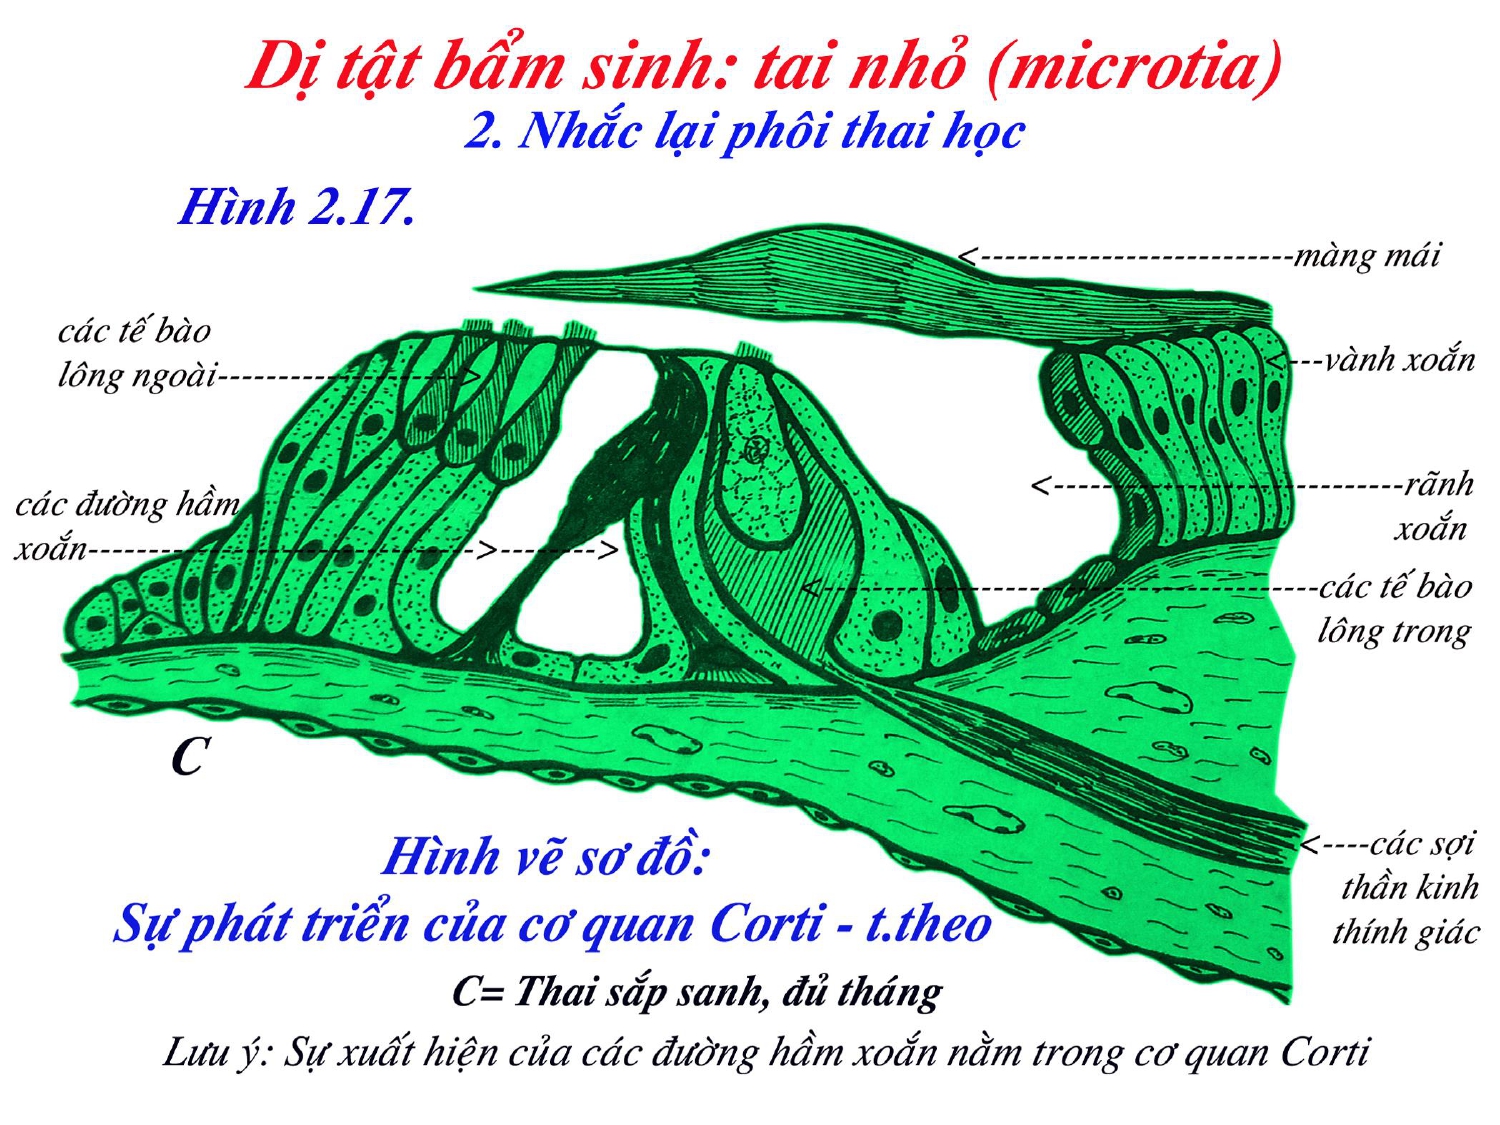 Dị tật bẩm sinh: tai nhỏ (microtia)
2. Nhắc lại phôi thai học
Hình 2.17.
<-------------------------màng mái
các tế bào
lông ngoài-------------------->
<---vành xoắn
các đường hầm
xoắn-------------------------------->-------->
<----------------------------rãnh
xoắn
<----------------------------------------các tế bào
lông trong
C
<----các sợi
thần kinh
thính giác
Hình vẽ sơ đồ:
Sự phát triển của cơ quan Corti - t.theo
C= Thai sắp sanh, đủ tháng
Lưu ý: Sự xuất hiện của các đường hầm xoắn nằm trong cơ quan Corti